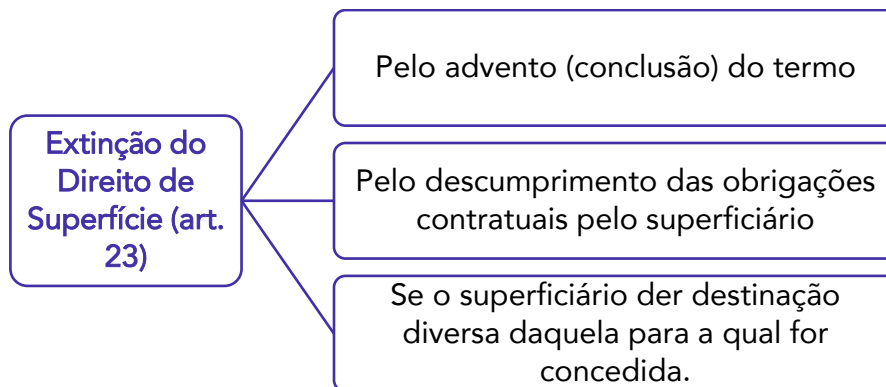 Extinção do
Direito de
Superfície (art.
23)
Pelo advento (conclusão) do termo
Pelo descumprimento das obrigações
contratuais pelo superficiário
Se o superficiário der destinação
diversa daquela para a qual for
concedida.